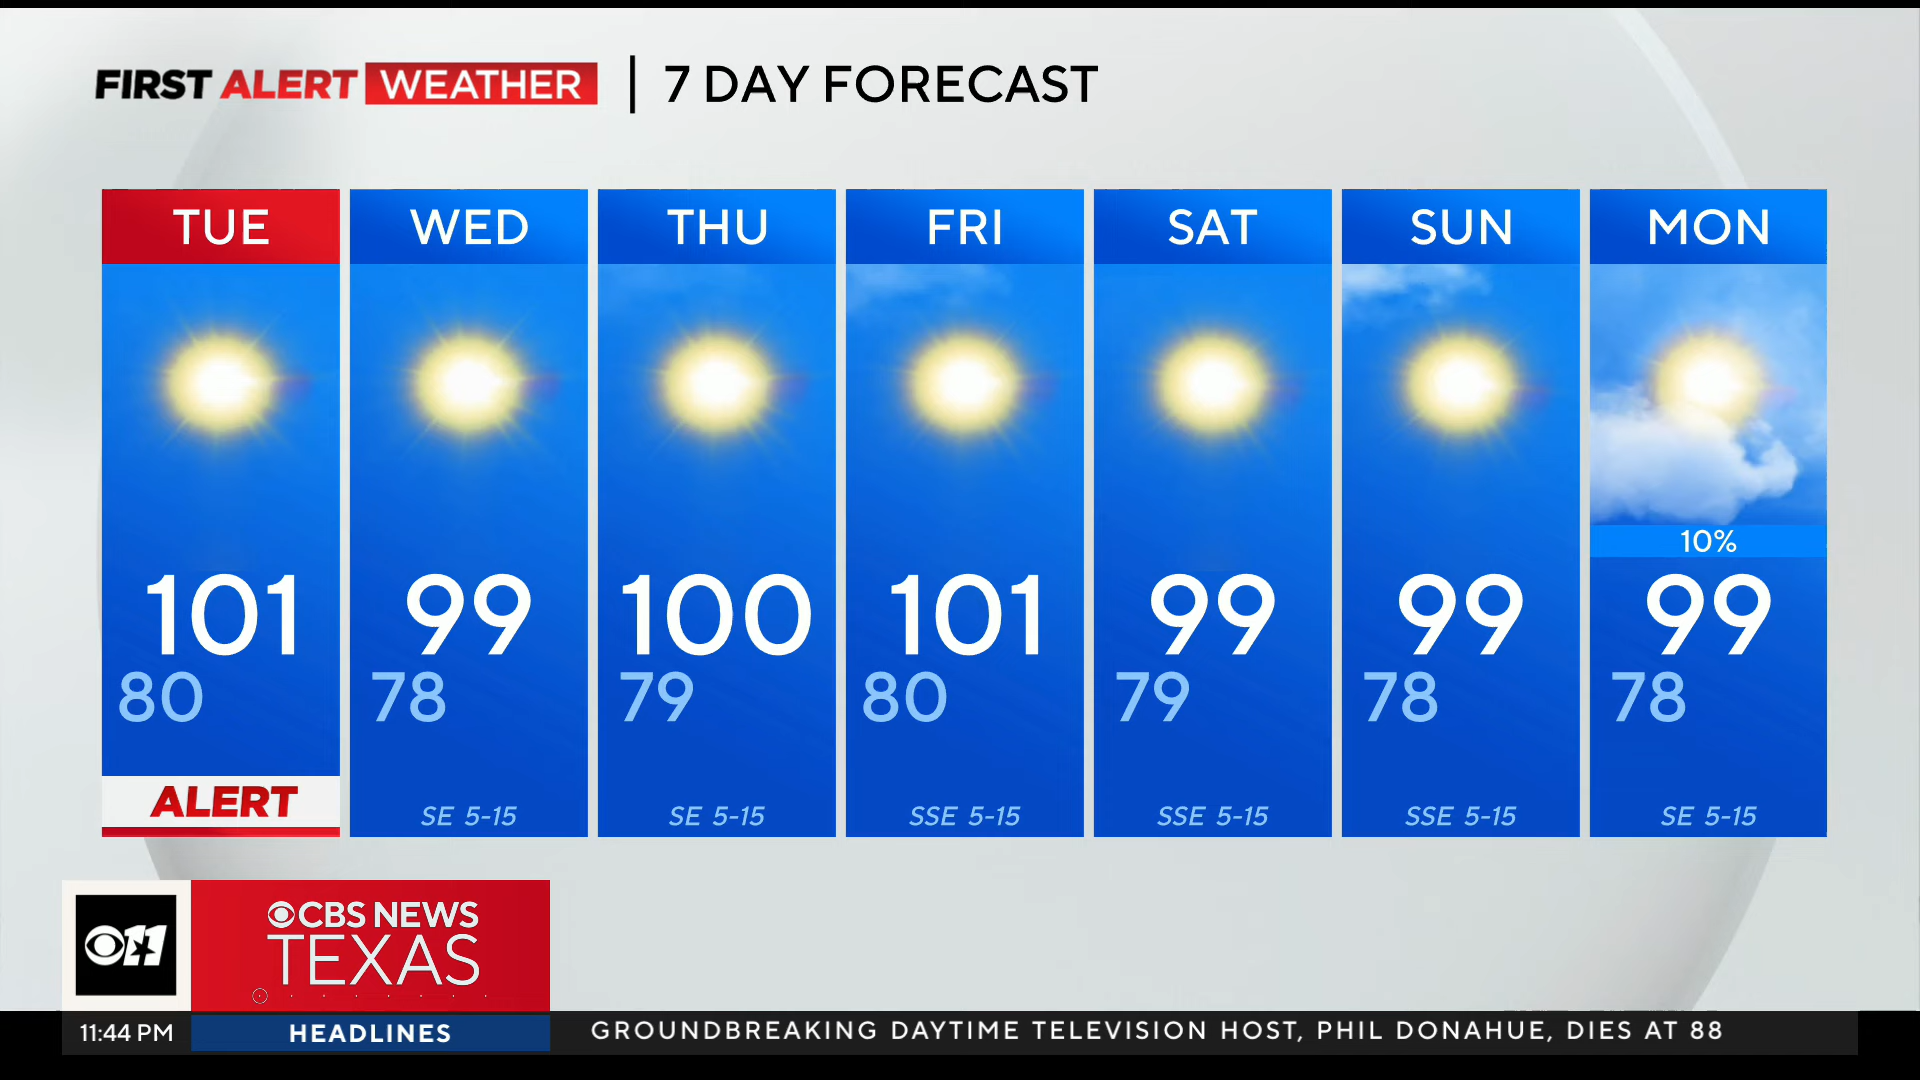 FIRST ALERT WEATHER | 7 DAY FORECAST
TUE WED THU FRI SAT SUN MON
10%
101 99 100 101 99 99 99
80 78 79 80 79 78 78
ALERT SE 5-15 SE 5-15 SSE 5-15 SSE 5-15 SSE 5-15 SE 5-15
11 CBS NEWS
TEXAS
11:44 PM HEADLINES GROUNDBREAKING DAYTIME TELEVISION HOST, PHIL DONAHUE, DIES AT 88